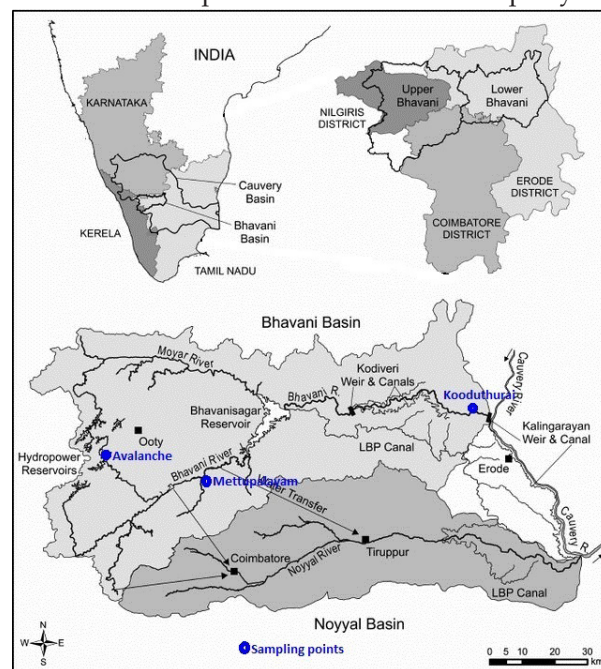 INDIA
KARNATAKA
Cauvery
Basin
Bhavani
Basin
KERELA
TAMIL NADU
Upper
Bhavani
Lower
Bhavani
NILGIRIS
DISTRICT
ERODE
DISTRICT
COIMBATORE
DISTRICT
Bhavani Basin
Moyar River
Bhavani R.
Kodiveri
Weir & Canals
Kooduthurai
Cauvery River
Bhavanisagar
Reservoir
Kalingarayan
Weir & Canal
Ooty
Hydropower
Reservoirs
Avalanche
Bhavani River
LBP Canal
Erode
Mettupalayam
Water Transfer
Cauvery R.
Coimbatore
Noyyal River
Tiruppur
LBP Canal
Noyyal Basin
N
W E
S
Sampling points
0 5 10 20 30
km